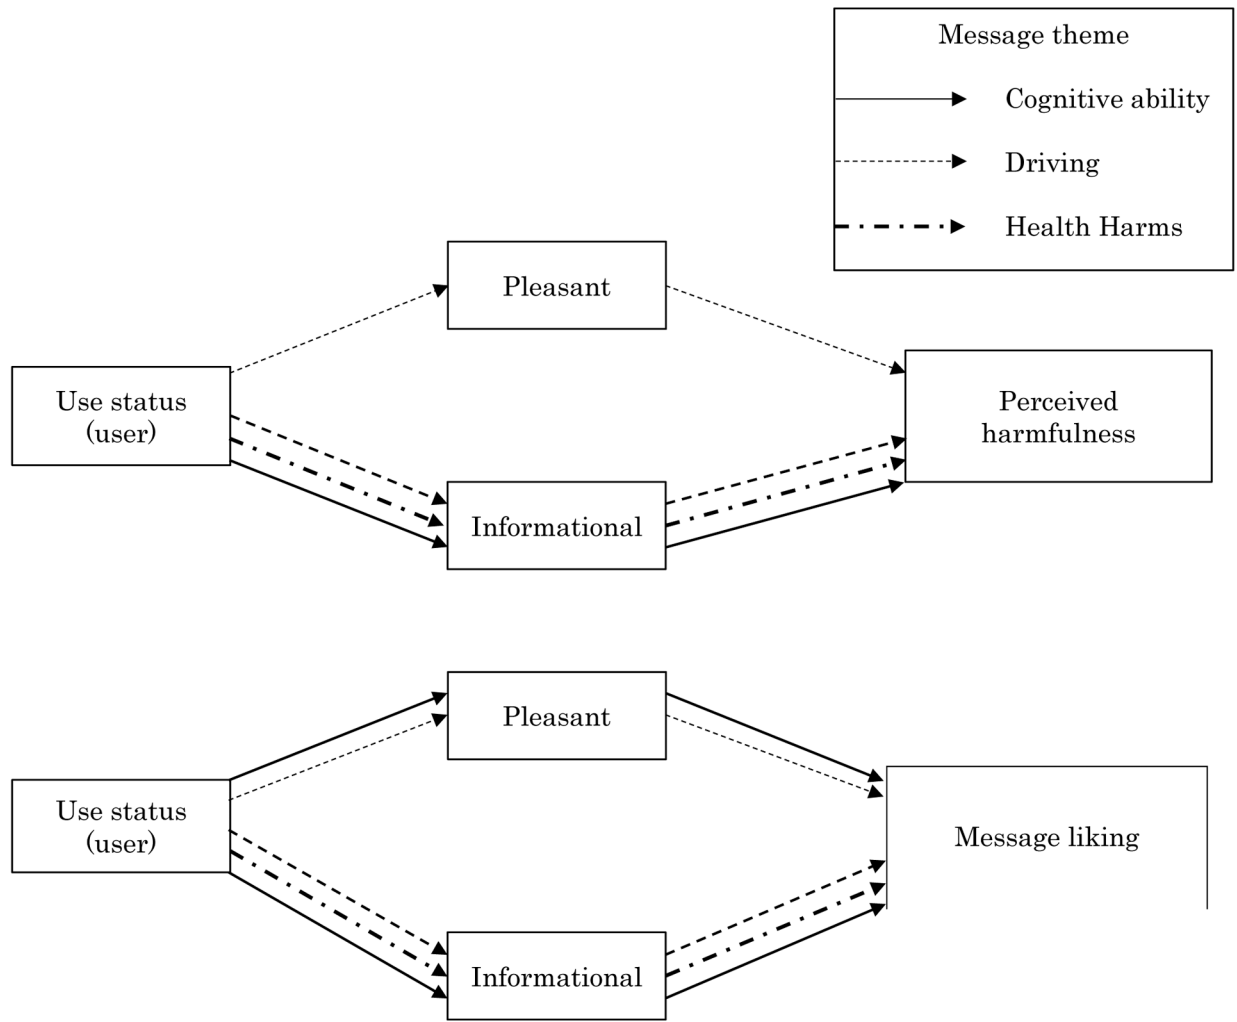 Message theme
Cognitive ability
Driving
Health Harms
Pleasant
Use status
(user)
Perceived
harmfulness
Informational
Pleasant
Use status
(user)
Message liking
Informational